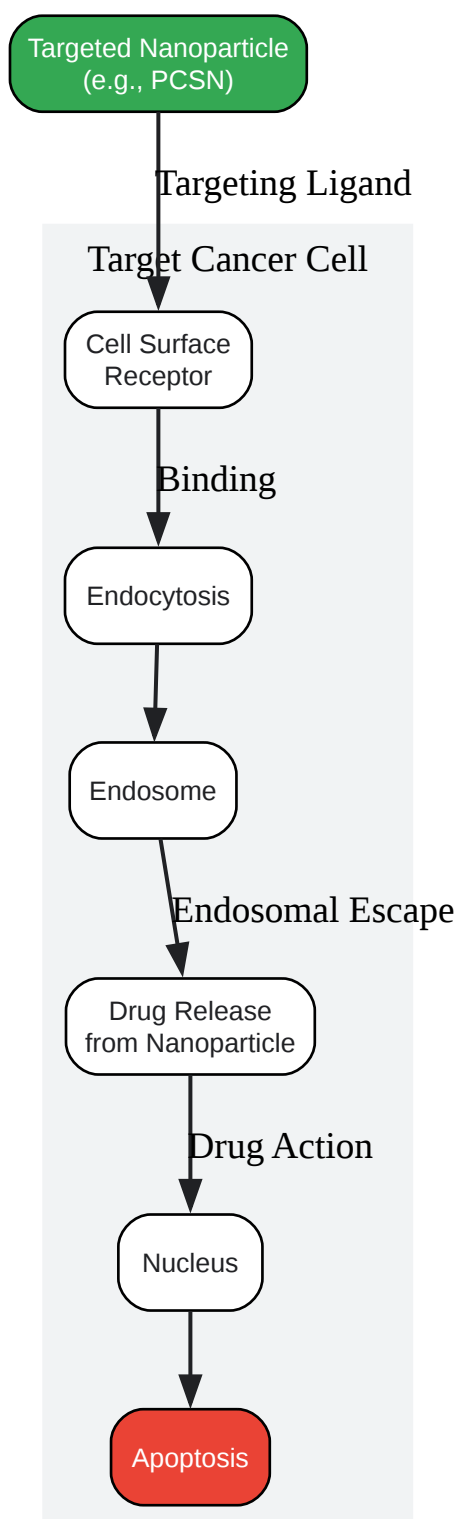 Targeted Nanoparticle
(e.g., PCSN)
Targeting Ligand
Target Cancer Cell
Cell Surface
Receptor
Binding
Endocytosis
Endosome
Endosomal Escape
Drug Release
from Nanoparticle
Drug Action
Nucleus
Apoptosis